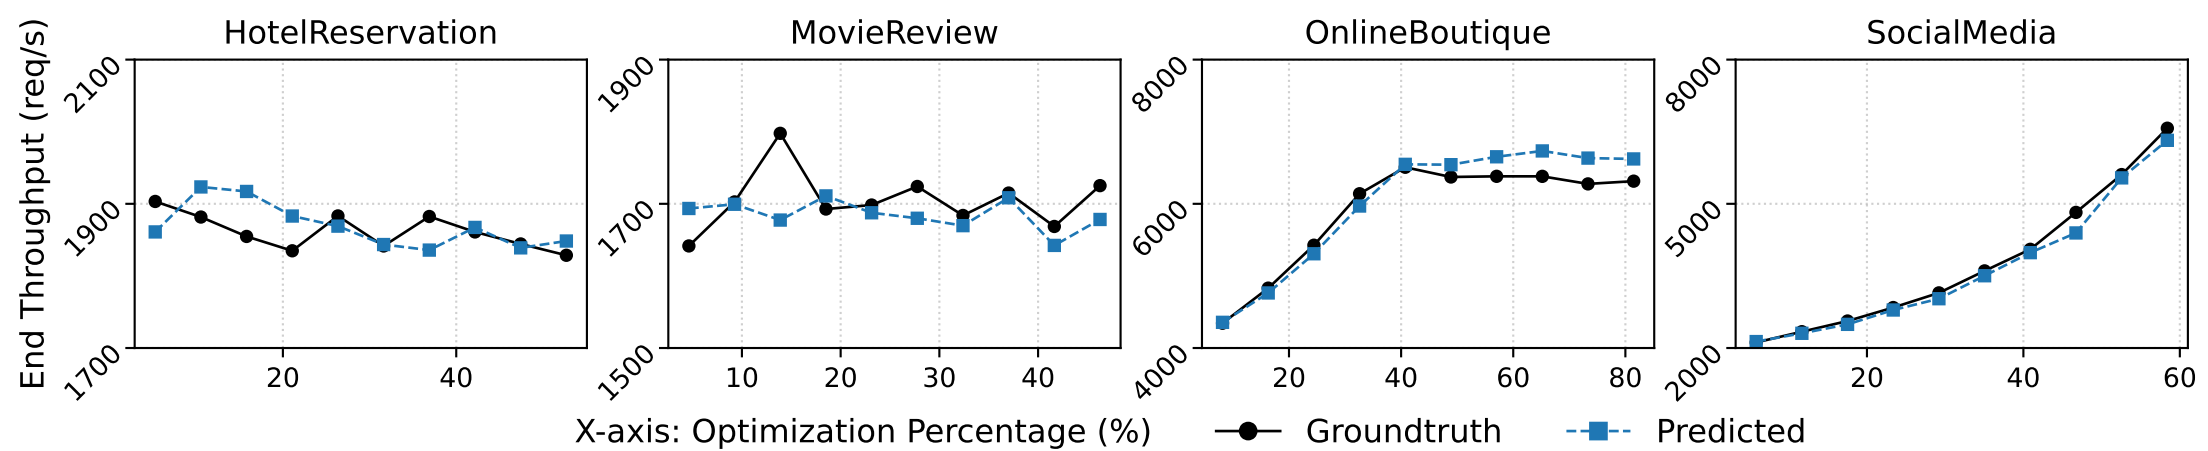 HotelReservation MovieReview OnlineBoutique SocialMedia
End Throughput (req/s)
2100
1900
1700
20 40
1900
1700
1500
10 20 30 40
8000
6000
4000
20 40 60 80
8000
5000
2000
20 40 60
X-axis: Optimization Percentage (%) Groundtruth Predicted